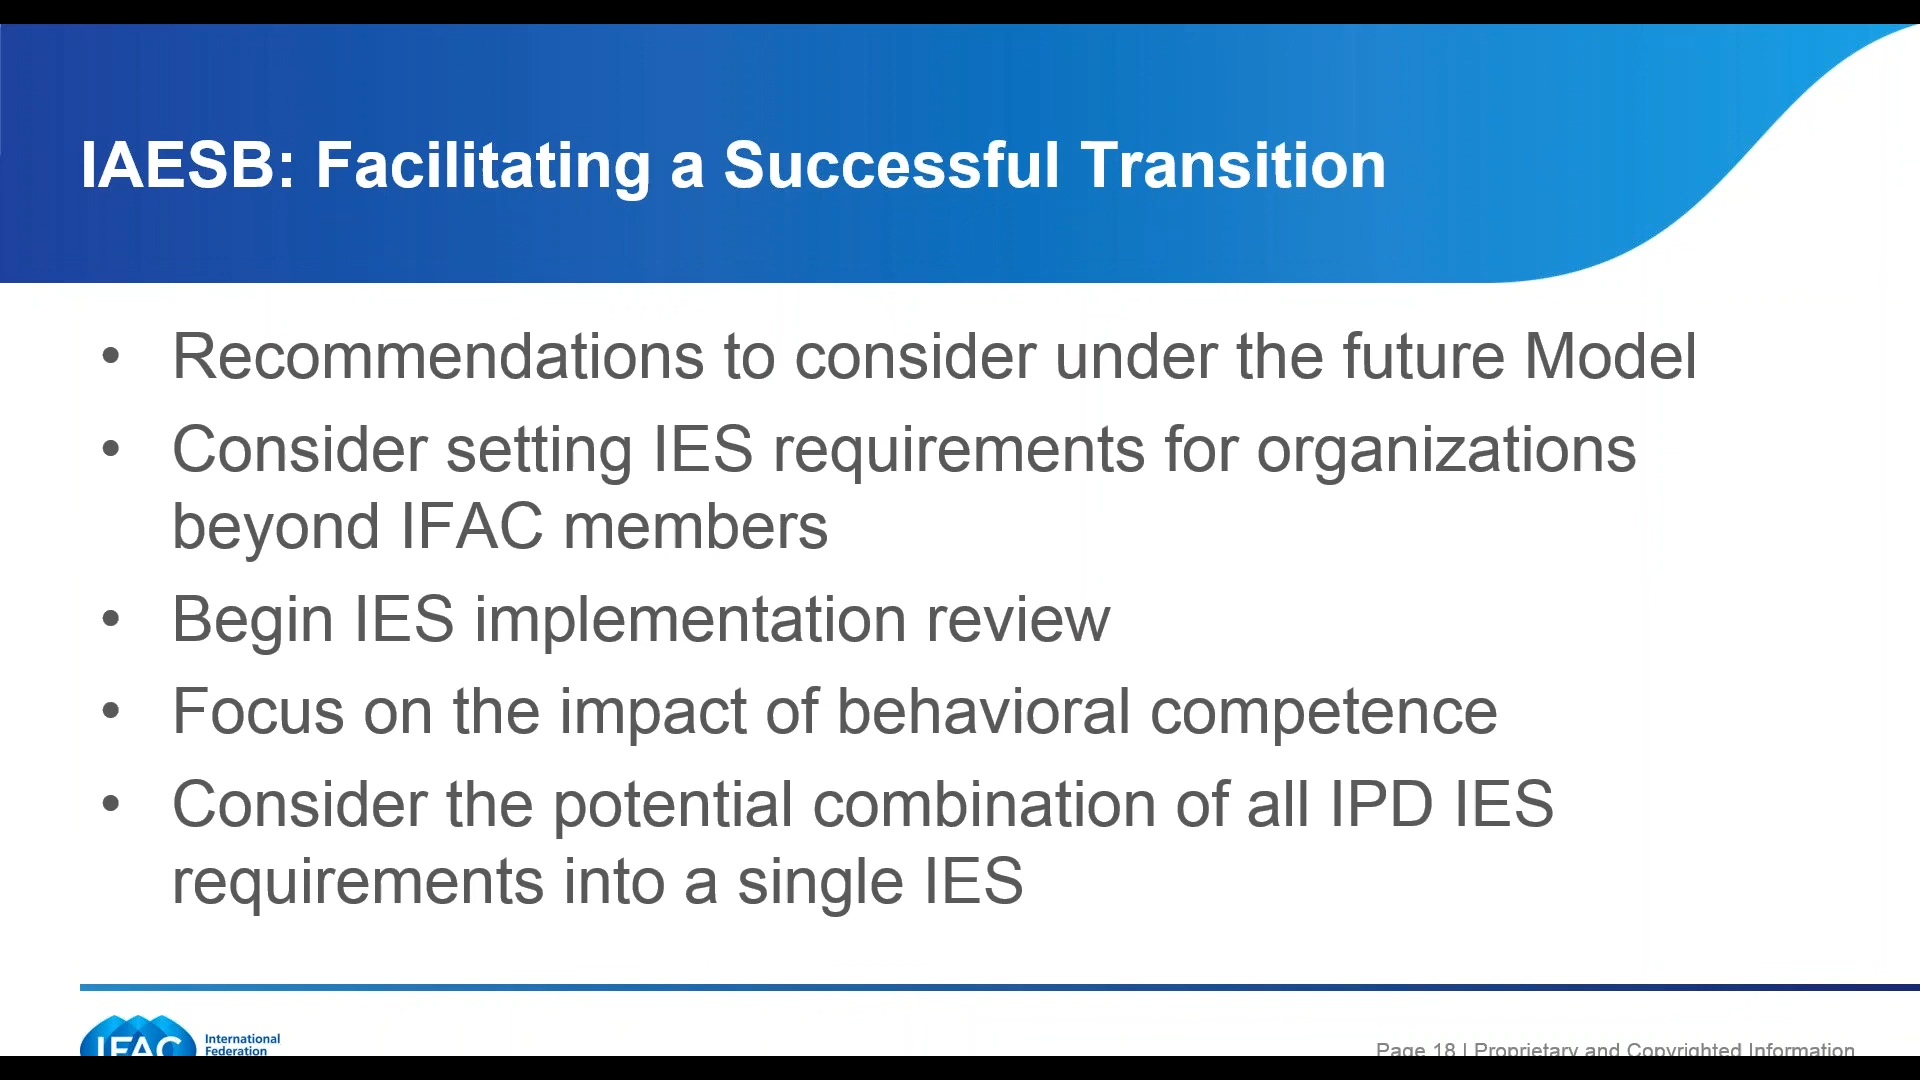 IAESB: Facilitating a Successful Transition
• Recommendations to consider under the future Model
• Consider setting IES requirements for organizations
beyond IFAC members
• Begin IES implementation review
• Focus on the impact of behavioral competence
• Consider the potential combination of all IPD IES
requirements into a single IES
IFAC
International
Federation
Page 18 | Proprietary and Copyrighted Information